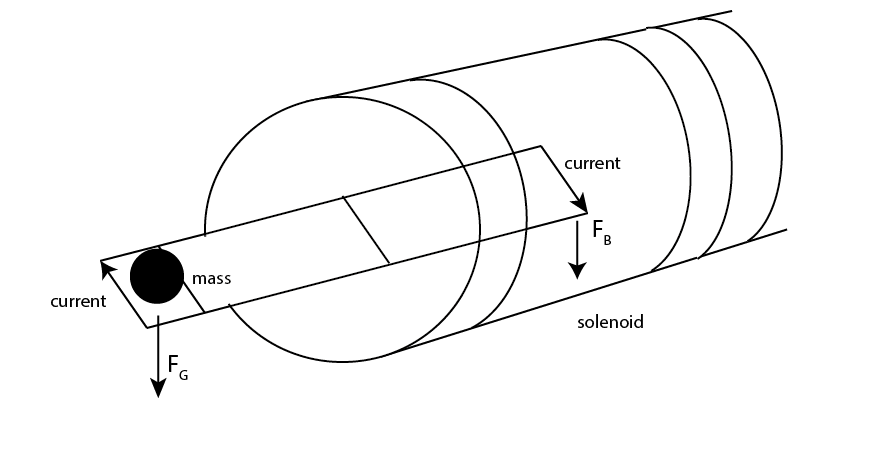 current
F_B
mass
current
solenoid
F_G